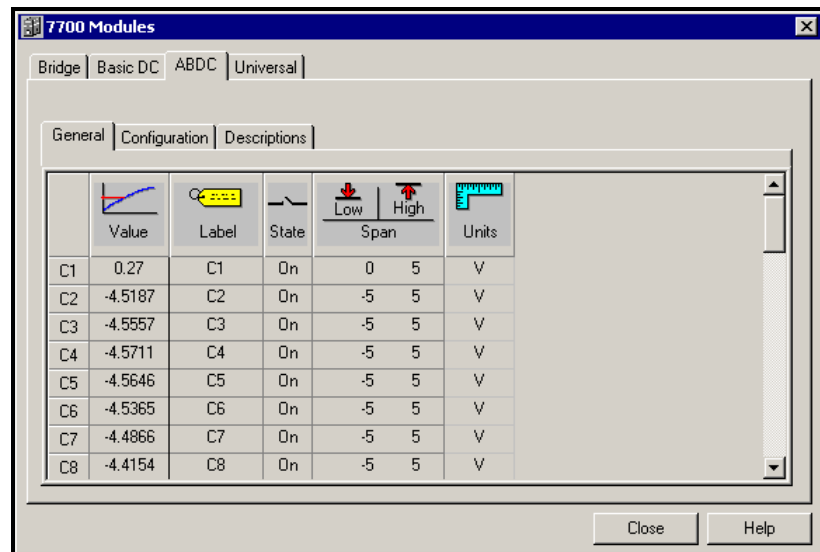 7700 Modules
Bridge Basic DC ABDC Universal
General Configuration Descriptions
Low High
Value Label State Span Units
C1 0.27 C1 On 0 5 V
C2 -4.5187 C2 On -5 5 V
C3 -4.5557 C3 On -5 5 V
C4 -4.5711 C4 On -5 5 V
C5 -4.5646 C5 On -5 5 V
C6 -4.5365 C6 On -5 5 V
C7 -4.4866 C7 On -5 5 V
C8 -4.4154 C8 On -5 5 V
Close Help